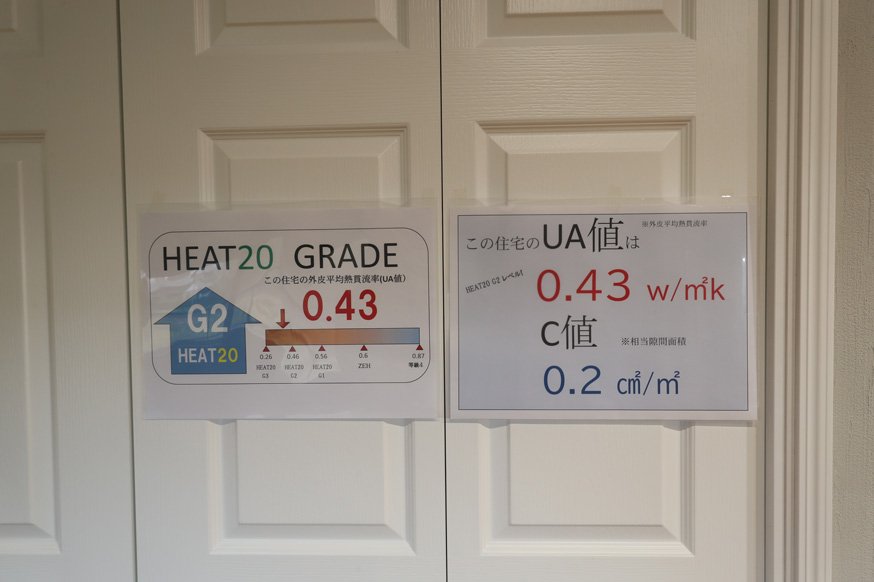 HEAT20 GRADE
この住宅の外皮平均熱貫流率(UA値)
0.43
G2
HEAT20
0.26 0.46 0.56 0.6 0.87
HEAT20 HEAT20 HEAT20 ZEH 等級4
G3 G2 G1
※外皮平均熱貫流率
この住宅のUA値は
HEAT20 G2 レベル!
0.43 w/㎡k
C値 ※相当隙間面積
0.2 c㎡/㎡